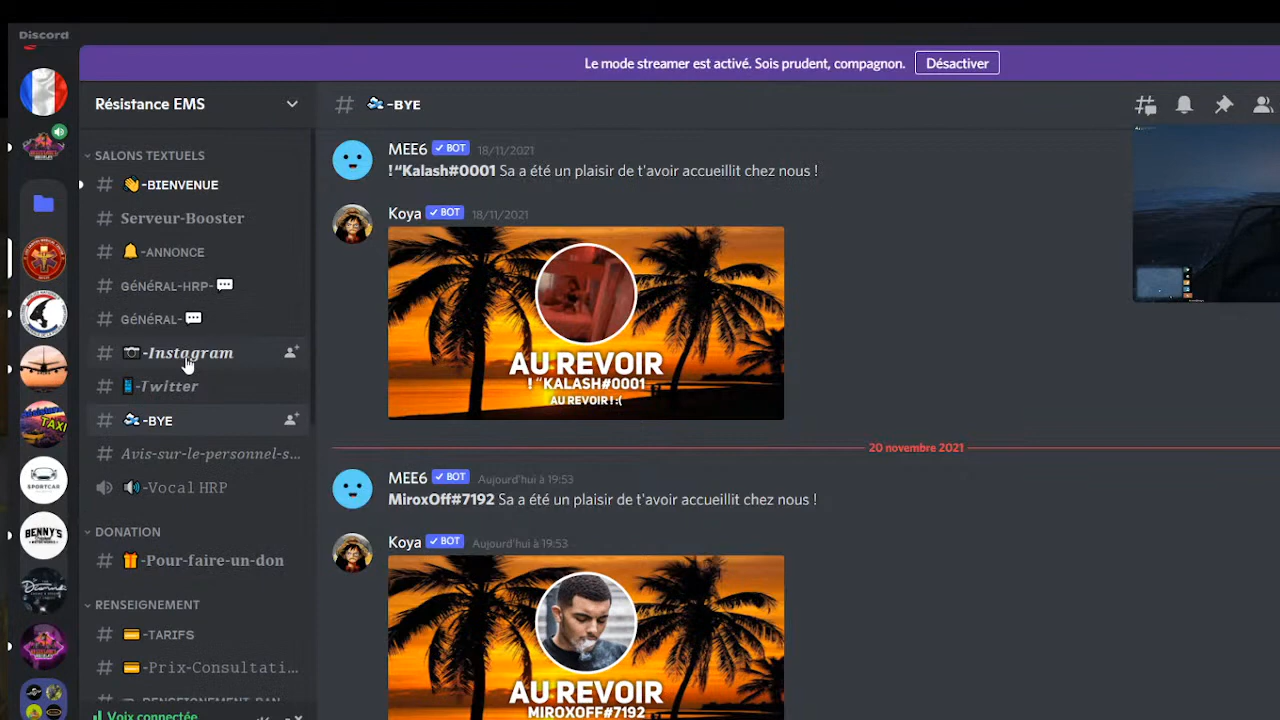 Discord
Le mode streamer est activé. Sois prudent, compagnon.
Désactiver
Résistance EMS
SALONS TEXTUELS
# 👋-BIENVENUE
# Serveur-Booster
# 🔔-ANNONCE
# GéNéRAL-HRP-💬
# GéNéRAL-💬
# 📷-Instagram
# 📱-Twitter
# -BYE
# Avis-sur-le-personnel-s...
🔊-Vocal HRP
DONATION
# 🎁-Pour-faire-un-don
RENSEIGNEMENT
# 💳-TARIFS
# 💳-Prix-Consultati...
Voix connectée
TAXI
SPORTCAR
BENNY'S
# -BYE
MEE6 ✓ BOT 18/11/2021
! “Kalash#0001 Sa a été un plaisir de t'avoir accueillit chez nous !
Koya ✓ BOT 18/11/2021
AU REVOIR
! “KALASH#0001
AU REVOIR ! :(
20 novembre 2021
MEE6 ✓ BOT Aujourd'hui à 19:53
MiroxOff#7192 Sa a été un plaisir de t'avoir accueillit chez nous !
Koya ✓ BOT Aujourd'hui à 19:53
AU REVOIR
MIROXOFF#7192